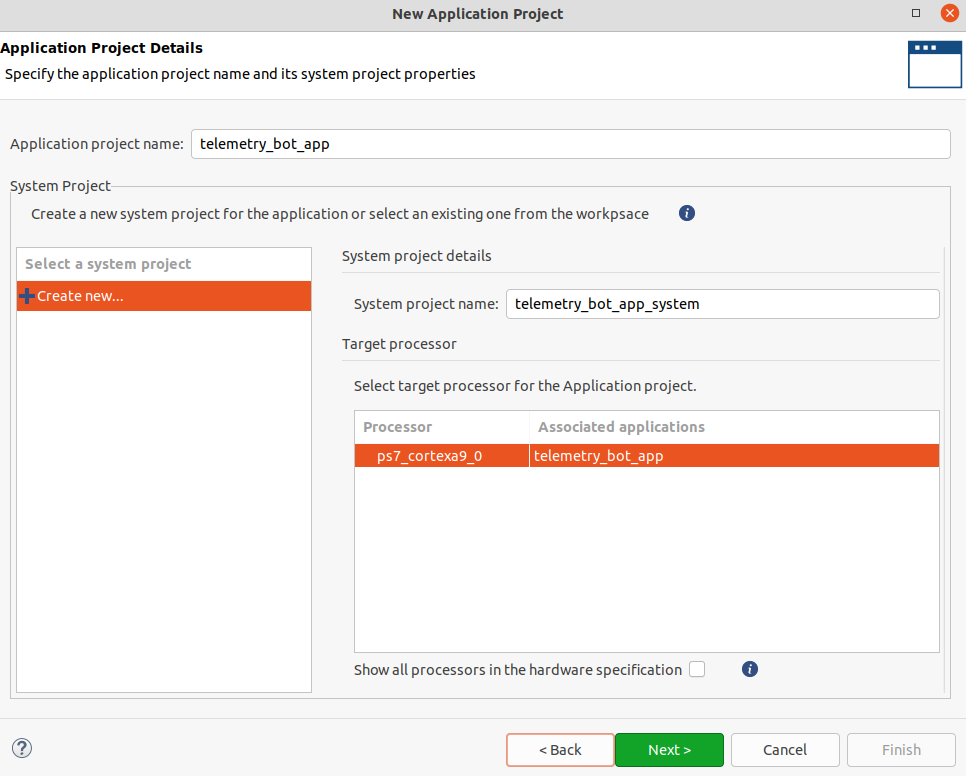 New Application Project
Application Project Details
Specify the application project name and its system project properties
Application project name: telemetry_bot_app
System Project
Create a new system project for the application or select an existing one from the workpsace
Select a system project
Create new...
System project details
System project name: telemetry_bot_app_system
Target processor
Select target processor for the Application project.
Processor Associated applications
ps7_cortexa9_0 telemetry_bot_app
Show all processors in the hardware specification
< Back Next > Cancel Finish